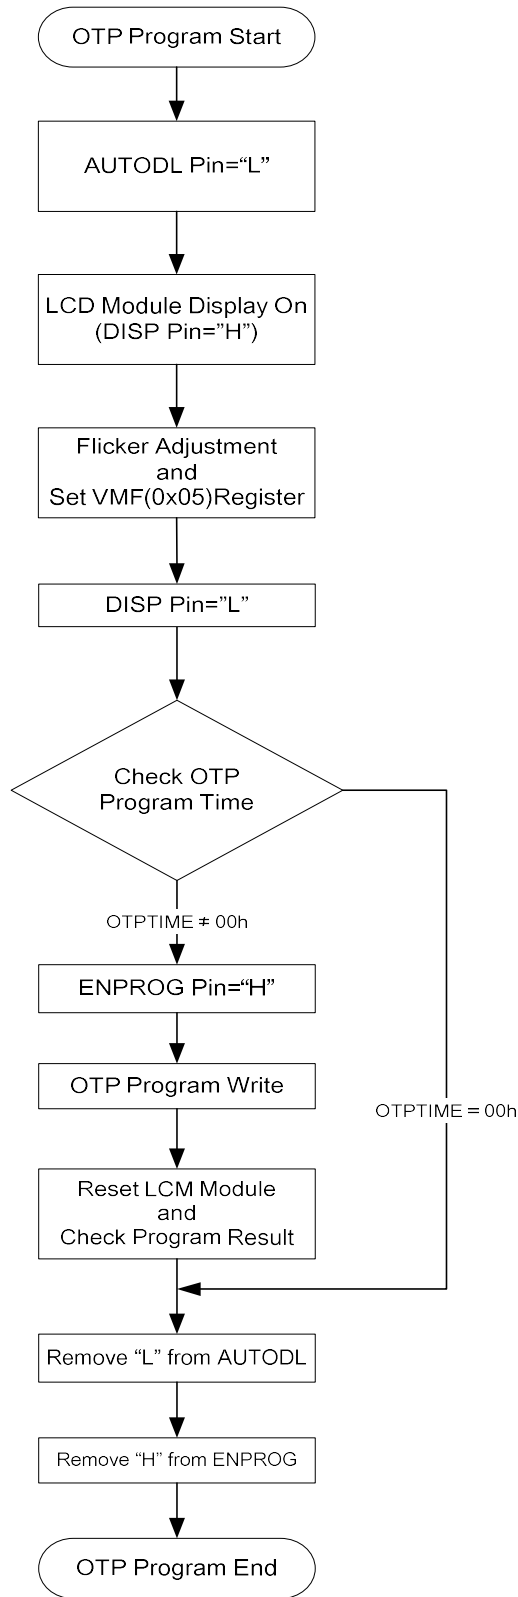 OTP Program Start
AUTODL Pin=“L”
LCD Module Display On
(DISP Pin=”H”)
Flicker Adjustment
and
Set VMF(0x05)Register
DISP Pin=”L”
Check OTP
Program Time
OTPTIME ≠ 00h
ENPROG Pin=“H”
OTP Program Write
OTPTIME = 00h
Reset LCM Module
and
Check Program Result
Remove “L” from AUTODL
Remove “H” from ENPROG
OTP Program End